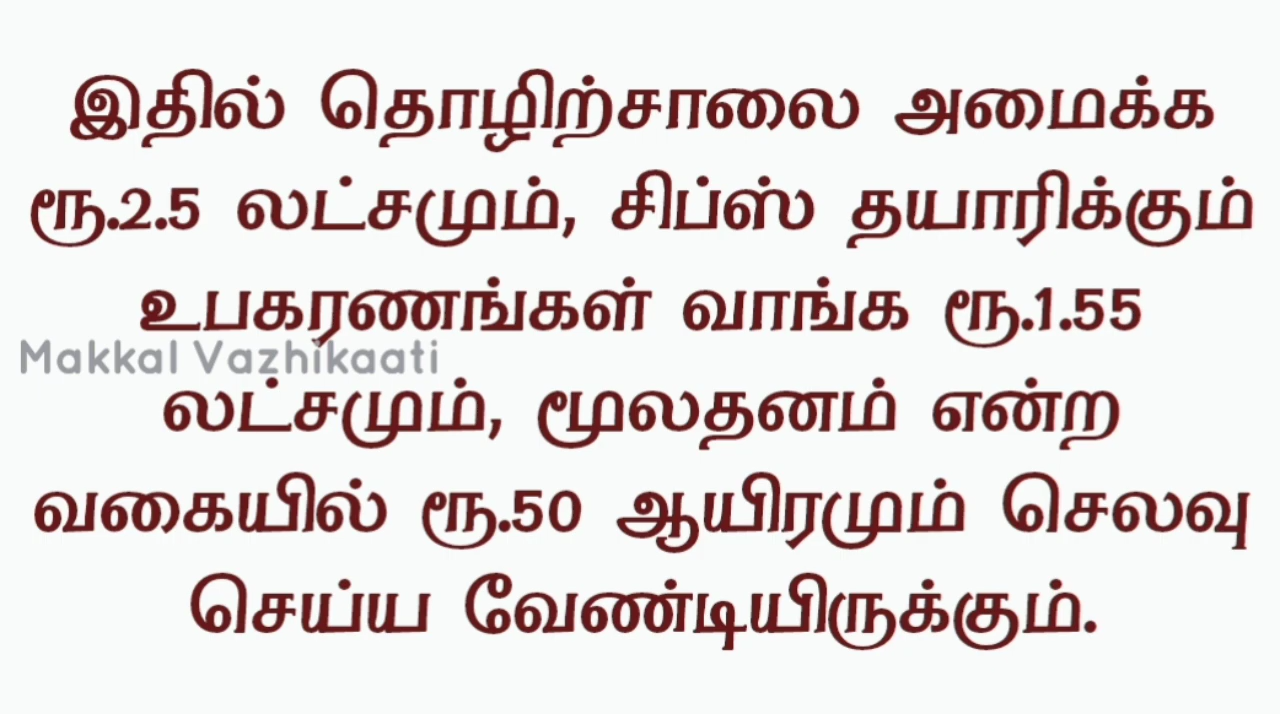 இதில் தொழிற்சாலை அமைக்க
ரூ.2.5 லட்சமும், சிப்ஸ் தயாரிக்கும்
உபகரணங்கள் வாங்க ரூ.1.55
Makkal Vazhikaati
லட்சமும், மூலதனம் என்ற
வகையில் ரூ.50 ஆயிரமும் செலவு
செய்ய வேண்டியிருக்கும்.